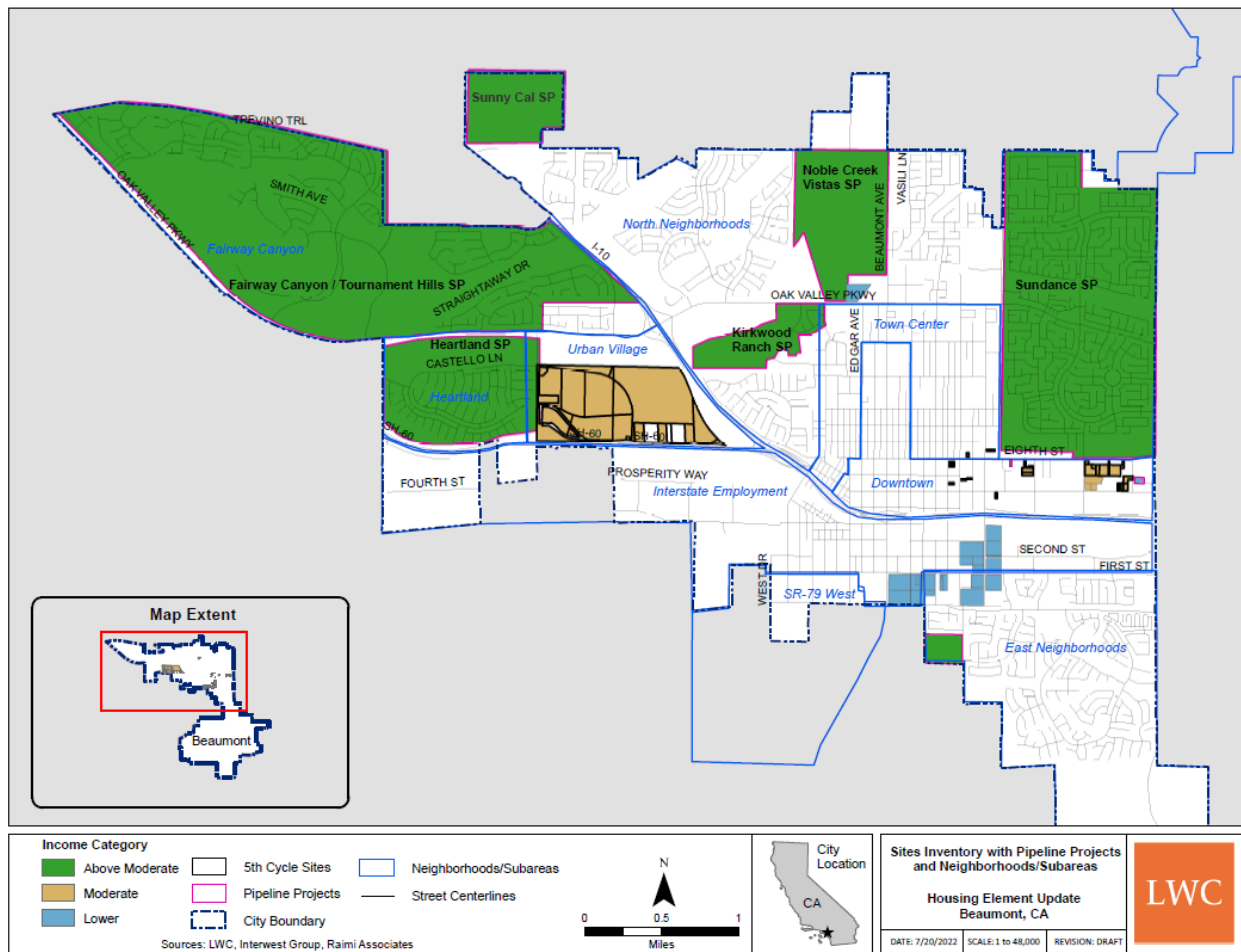 Sunny Cal SP
TREVINO TRL
SMITH AVE
OAK VALLEY PKWY
Fairway Canyon
Fairway Canyon / Tournament Hills SP
STRAIGHTAWAY DR
North Neighborhoods
I-10
Noble Creek
Vistas SP
BEAUMONT AVE
VASILI LN
Sundance SP
OAK VALLEY PKWY
Kirkwood
Ranch SP
EDGAR AVE
Town Center
Heartland SP
CASTELLO LN
Heartland
Urban Village
SH-60
SH-60
SH-60
EIGHTH ST
FOURTH ST
PROSPERITY WAY
Interstate Employment
Downtown
SECOND ST
FIRST ST
WEST DR
SR-79 West
East Neighborhoods
Map Extent
Beaumont
Income Category
Above Moderate
Moderate
Lower
5th Cycle Sites
Pipeline Projects
City Boundary
Neighborhoods/Subareas
Street Centerlines
Sources: LWC, Interwest Group, Raimi Associates
N
0 0.5 1
Miles
City
Location
CA
Sites Inventory with Pipeline Projects
and Neighborhoods/Subareas
Housing Element Update
Beaumont, CA
DATE: 7/20/2022 SCALE: 1 to 48,000 REVISION: DRAFT
LWC